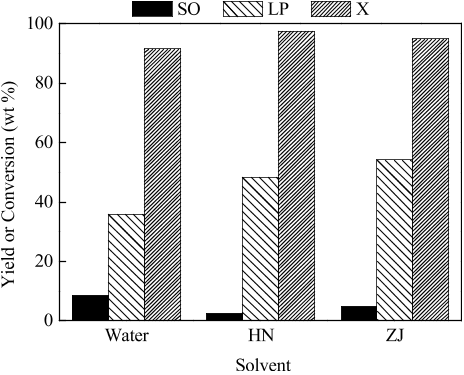 SO LP X
Yield or Conversion (wt %)
100
80
60
40
20
0
Water HN ZJ
Solvent